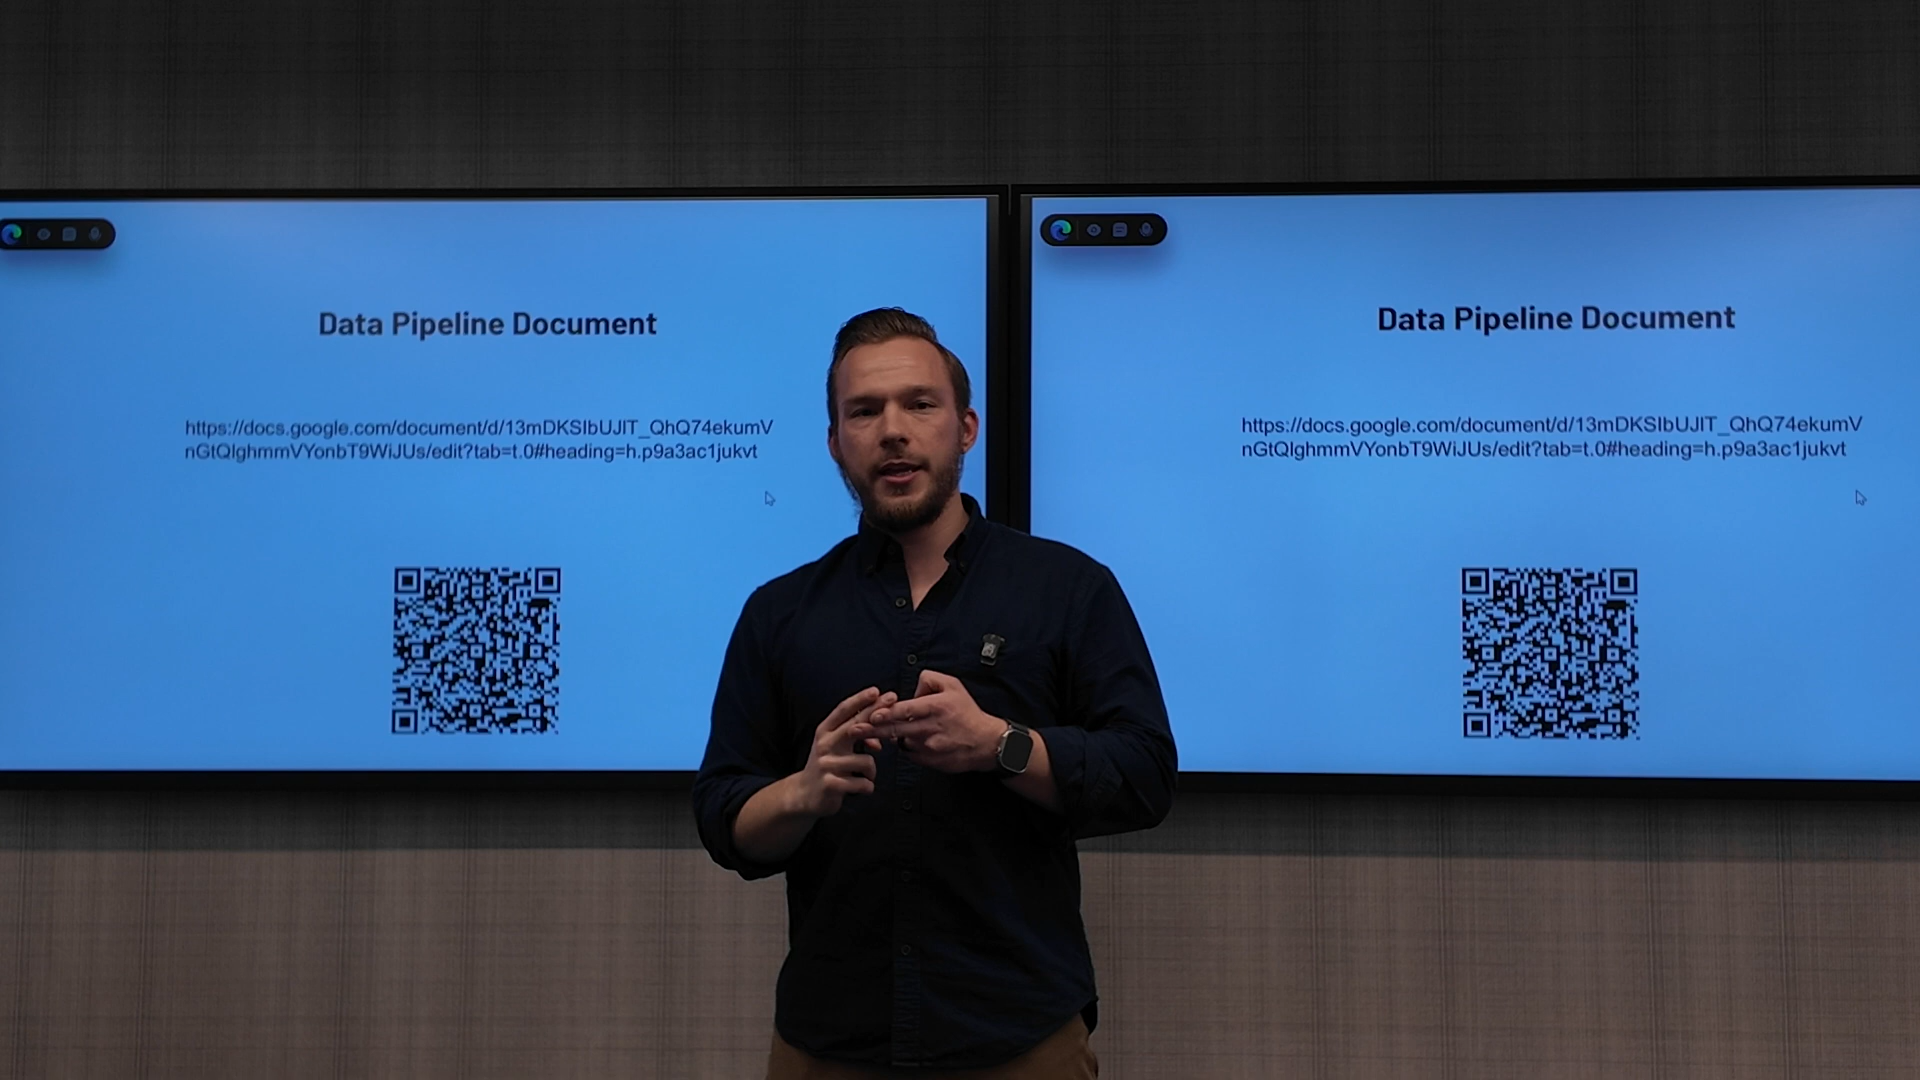 Data Pipeline Document
https://docs.google.com/document/d/13mDKSIbUJIT_QhQ74ekumV
nGtQIghmmVYonbT9WiJUs/edit?tab=t.0#heading=h.p9a3ac1jukvt
Data Pipeline Document
https://docs.google.com/document/d/13mDKSIbUJIT_QhQ74ekumV
nGtQIghmmVYonbT9WiJUs/edit?tab=t.0#heading=h.p9a3ac1jukvt